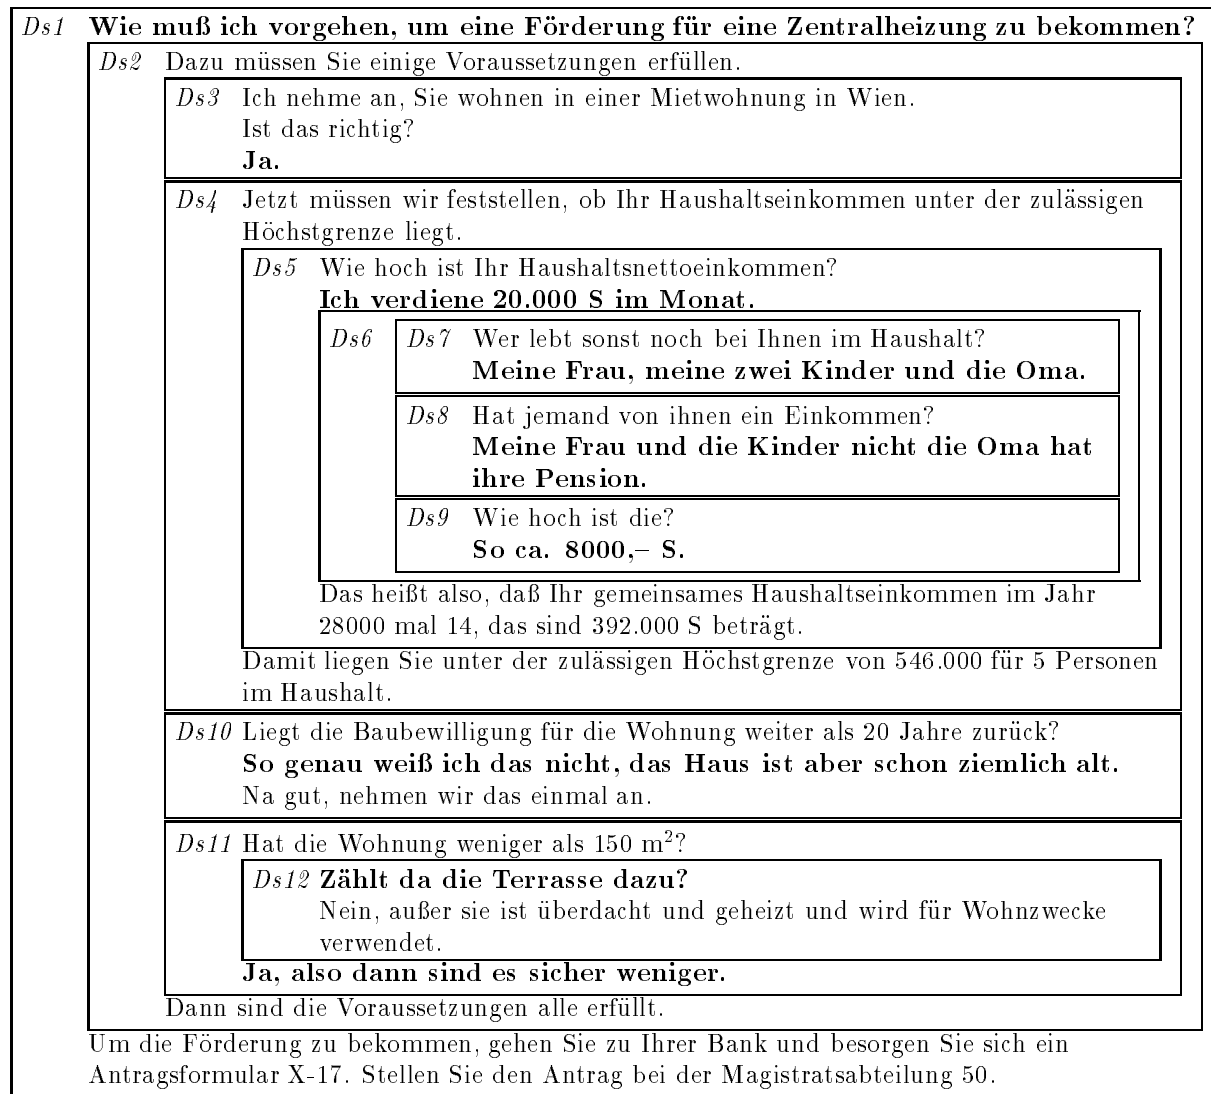 Ds1 Wie muß ich vorgehen, um eine Förderung für eine Zentralheizung zu bekommen?
Ds2 Dazu müssen Sie einige Voraussetzungen erfüllen.
Ds3 Ich nehme an, Sie wohnen in einer Mietwohnung in Wien.
Ist das richtig?
Ja.
Ds4 Jetzt müssen wir feststellen, ob Ihr Haushaltseinkommen unter der zulässigen
Höchstgrenze liegt.
Ds5 Wie hoch ist Ihr Haushaltsnettoeinkommen?
Ich verdiene 20.000 S im Monat.
Ds6 Ds7 Wer lebt sonst noch bei Ihnen im Haushalt?
Meine Frau, meine zwei Kinder und die Oma.
Ds8 Hat jemand von ihnen ein Einkommen?
Meine Frau und die Kinder nicht die Oma hat
ihre Pension.
Ds9 Wie hoch ist die?
So ca. 8000,– S.
Das heißt also, daß Ihr gemeinsames Haushaltseinkommen im Jahr
28000 mal 14, das sind 392.000 S beträgt.
Damit liegen Sie unter der zulässigen Höchstgrenze von 546.000 für 5 Personen
im Haushalt.
Ds10 Liegt die Baubewilligung für die Wohnung weiter als 20 Jahre zurück?
So genau weiß ich das nicht, das Haus ist aber schon ziemlich alt.
Na gut, nehmen wir das einmal an.
Ds11 Hat die Wohnung weniger als 150 m²?
Ds12 Zählt da die Terrasse dazu?
Nein, außer sie ist überdacht und geheizt und wird für Wohnzwecke
verwendet.
Ja, also dann sind es sicher weniger.
Dann sind die Voraussetzungen alle erfüllt.
Um die Förderung zu bekommen, gehen Sie zu Ihrer Bank und besorgen Sie sich ein
Antragsformular X-17. Stellen Sie den Antrag bei der Magistratsabteilung 50.